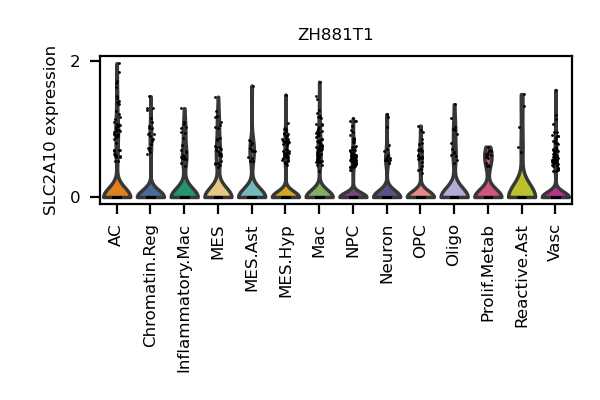 ZH881T1
SLC2A10 expression
2
0
AC
Chromatin.Reg
Inflammatory.Mac
MES
MES.Ast
MES.Hyp
Mac
NPC
Neuron
OPC
Oligo
Prolif.Metab
Reactive.Ast
Vasc